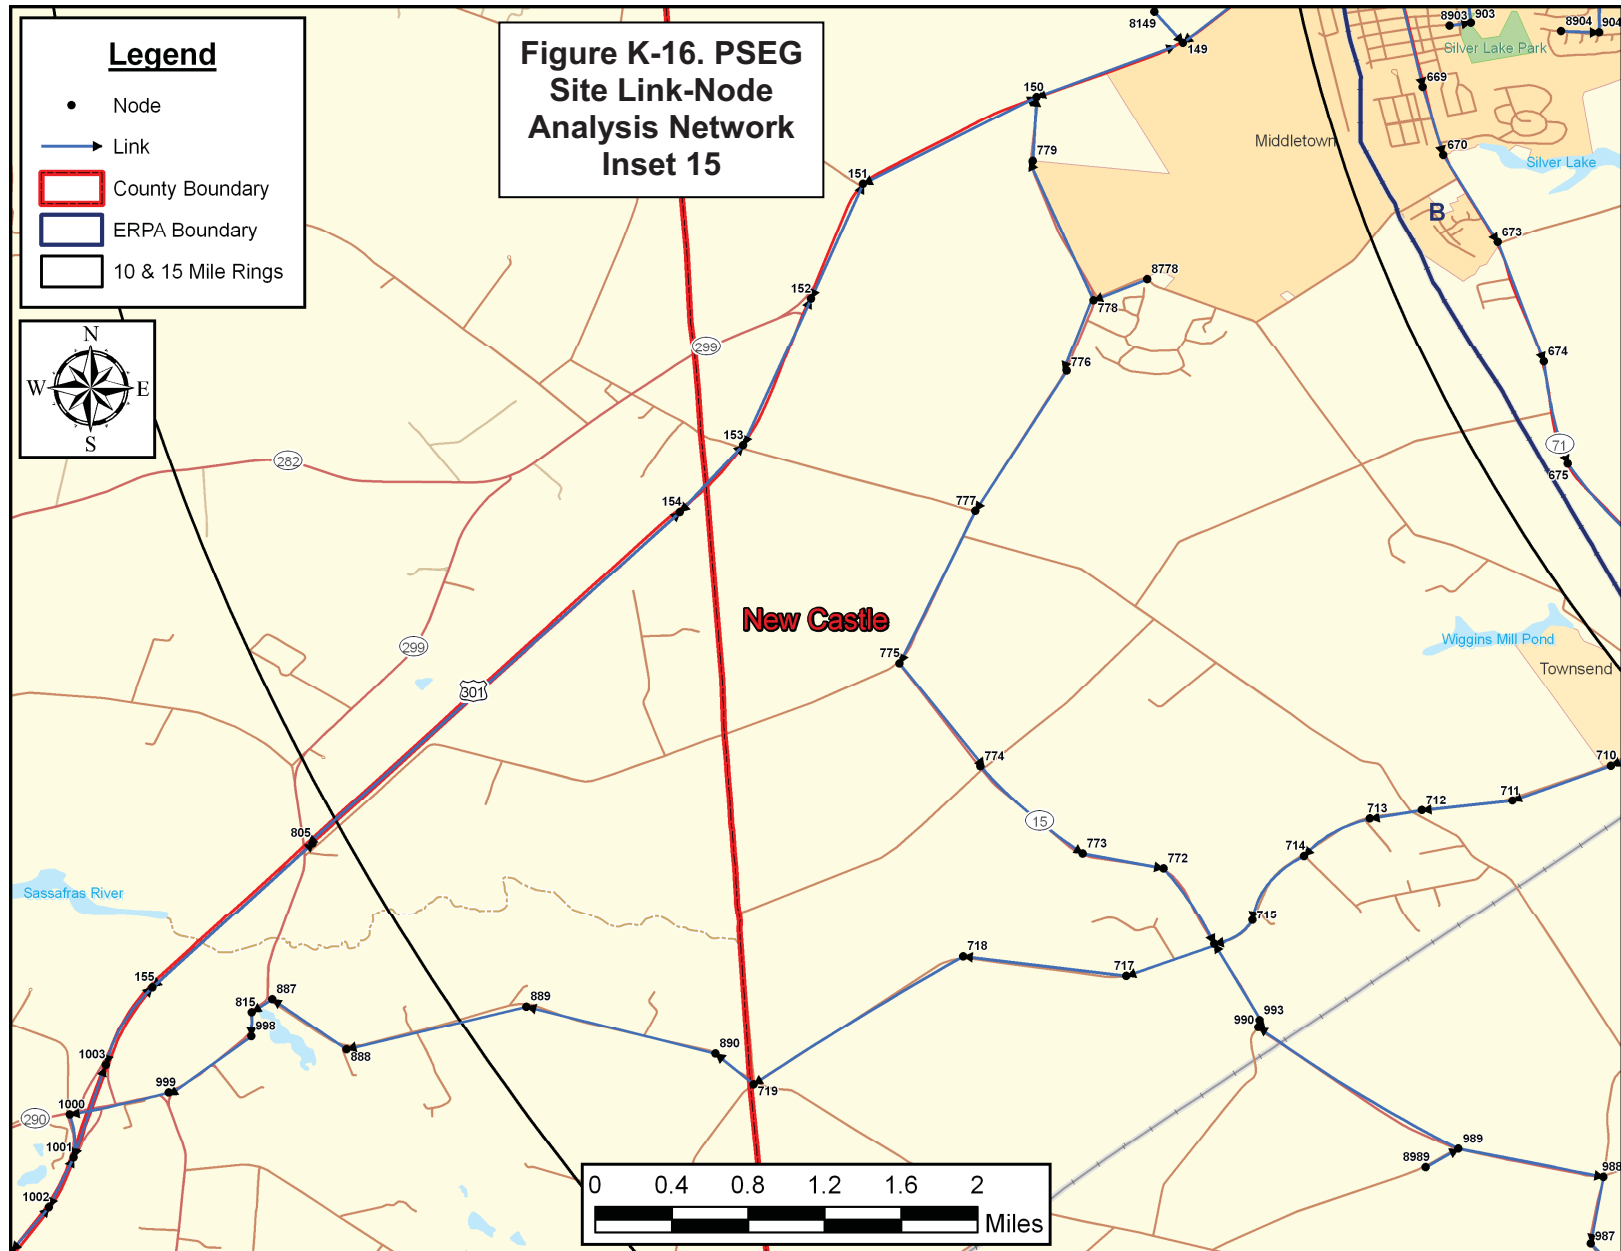 Legend
Node
Link
County Boundary
ERPA Boundary
10 & 15 Mile Rings
Figure K-16. PSEG
Site Link-Node
Analysis Network
Inset 15
N
W
E
S
8149
149
150
8903
903
8904
904
Silver Lake Park
669
Middletown
670
Silver Lake
779
151
B
673
8778
778
152
299
776
674
153
282
71
675
154
777
New Castle
299
775
Wiggins Mill Pond
Townsend
301
774
710
711
712
713
15
805
773
772
714
Sassafras River
715
718
717
155
887
815
889
998
993
990
888
890
1003
999
719
1000
290
1001
989
8989
988
1002
987
0
0.4
0.8
1.2
1.6
2
Miles